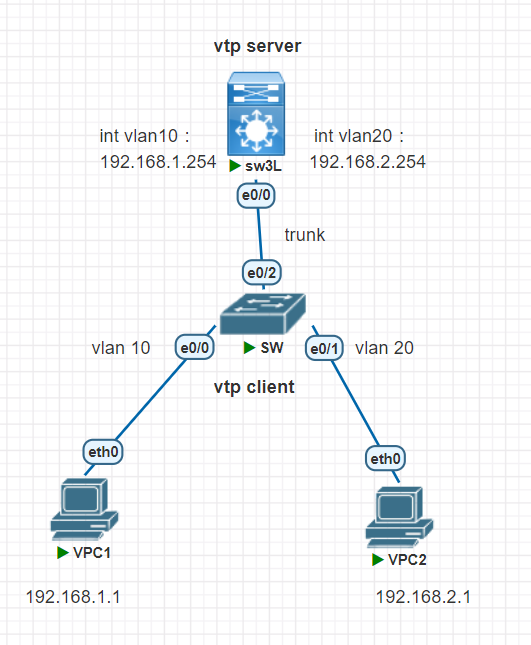 vtp server
int vlan10：
192.168.1.254
int vlan20：
192.168.2.254
sw3L
e0/0
trunk
e0/2
vlan 10
e0/0
SW
e0/1
vlan 20
vtp client
eth0
eth0
VPC1
VPC2
192.168.1.1
192.168.2.1